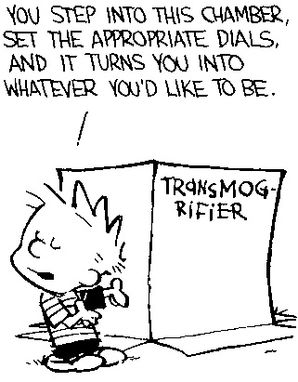 YOU STEP INTO THIS CHAMBER,
SET THE APPROPRIATE DIALS,
AND IT TURNS YOU INTO
WHATEVER YOU'D LIKE TO BE.
TRANSMOG-
RIFIER